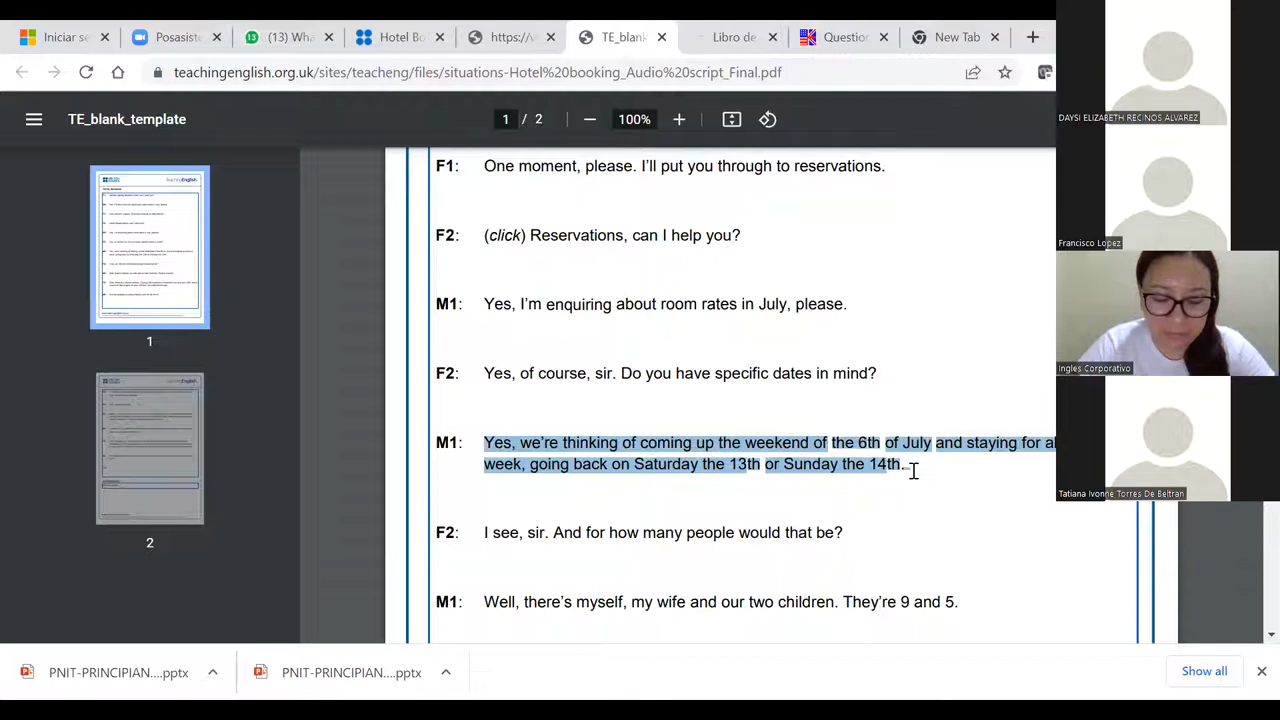 Iniciar se
Posasiste
(13) Wha
Hotel Bo
https://v
TE_blank
Libro de
Question
New Tab
teachingenglish.org.uk/sites/teacheng/files/situations-Hotel%20booking_Audio%20script_Final.pdf
TE_blank_template
1 / 2
100%
1
2
F1: One moment, please. I'll put you through to reservations.
F2: (click) Reservations, can I help you?
M1: Yes, I'm enquiring about room rates in July, please.
F2: Yes, of course, sir. Do you have specific dates in mind?
M1: Yes, we're thinking of coming up the weekend of the 6th of July and staying for
week, going back on Saturday the 13th or Sunday the 14th.
F2: I see, sir. And for how many people would that be?
M1: Well, there's myself, my wife and our two children. They're 9 and 5.
DAYSI ELIZABETH RECINOS ALVAREZ
Francisco Lopez
Ingles Corporativo
Tatiana Ivonne Torres De Beltran
PNIT-PRINCIPIAN....pptx
PNIT-PRINCIPIAN....pptx
Show all